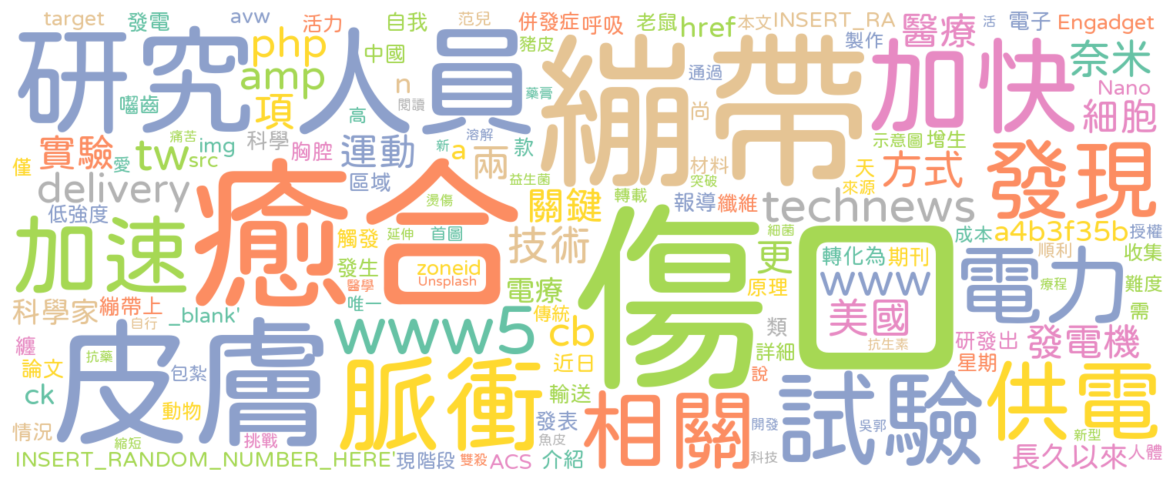 target
發電
avw
活力
自我
范兒
併發症
呼吸
老鼠
href
本文
INSERT_RA
醫療
活
電子
Engadget
研究人員
php
amp
中國
豬皮
n
藥膏
閱讀
繃帶
通過
製作
尚
加快
奈米
Nano
細胞
囓齒
項
高
科學
痛苦
溶解
新
示意圖
增生
僅
實驗
愛
tw
src
img
胸腔
運動
區域
a
兩
款
益生菌
材料
突破
方式
天
來源
發現
delivery
低強度
燙傷
關鍵
轉載
報導
纖維
technews
a4b3f35b
授權
加速
癒合
觸發
延伸
首圖
技術
細菌
傷口
更
轉化為
期刊
成本
順利
收集
發生
醫學
zoneid
Unsplash
唯一
電療
傳統
原理
www
美國
電力
療程
難度
需
科學家
繃帶上
自行
_blank'
www5
cb
類
抗生素
研發出
星期
發電機
纏
抗藥
論文
包紮
皮膚
脈衝
近日
詳細
說
ck
動物
輸送
相關
試驗
供電
情況
縮短
挑戰
發表
魚皮
開發
吳郭
新型
INSERT_RANDOM_NUMBER_HERE'
現階段
雙殺
ACS
介紹
科技
長久以來
人體